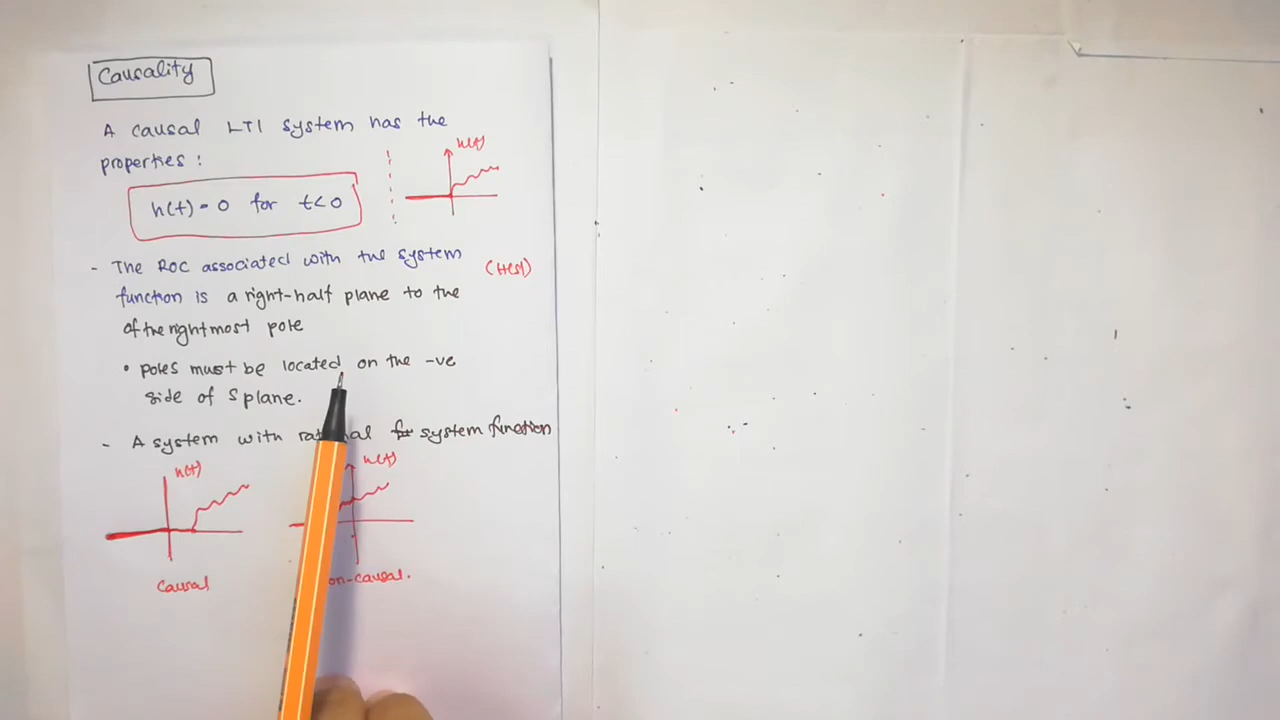 Causality
A causal LTI system has the
properties :
h(t)
h(t) = 0 for t<0
- The ROC associated with the system
(H(s))
function is a right-half plane to the
of the rightmost pole
• poles must be located on the -ve
side of S plane.
- A system with system function
h(t)
h(t)
Causal
on-causal.